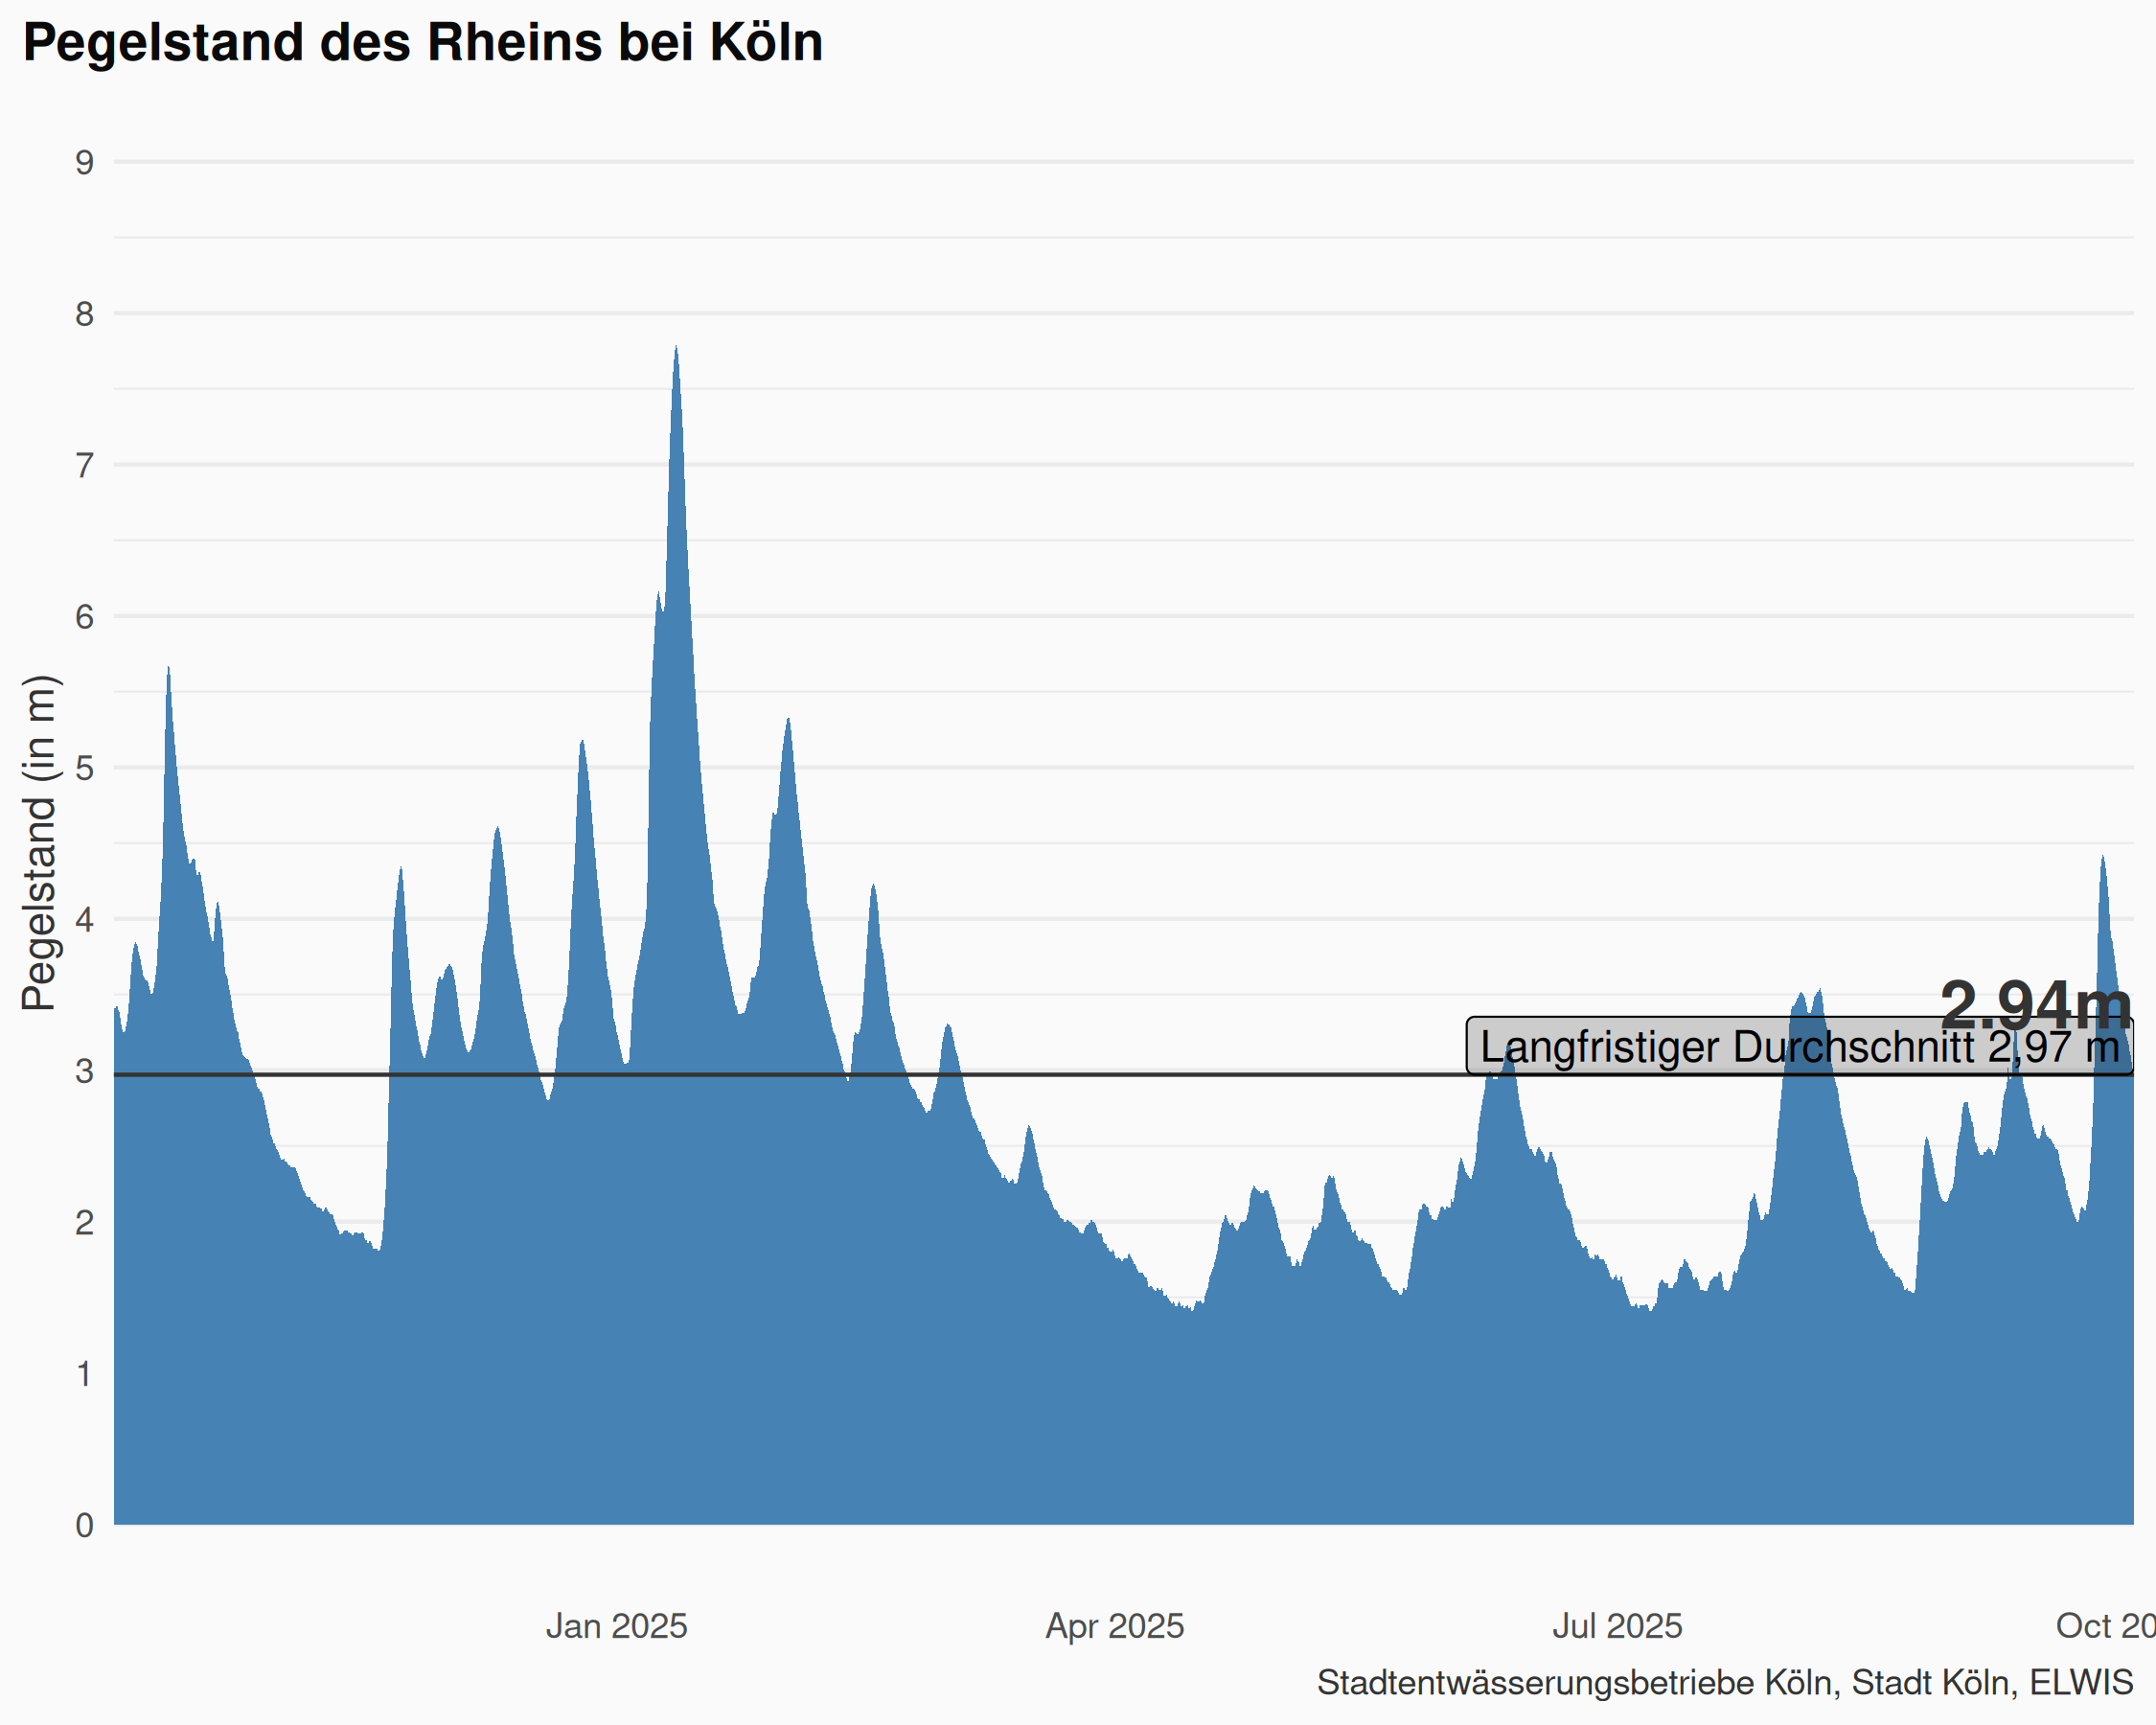 Pegelstand des Rheins bei Köln
9
8
7
6
5
4
3
2
1
0
Pegelstand (in m)
2.94m
Langfristiger Durchschnitt 2,97 m
Jan 2025
Apr 2025
Jul 2025
Oct 20
Stadtentwässerungsbetriebe Köln, Stadt Köln, ELWIS